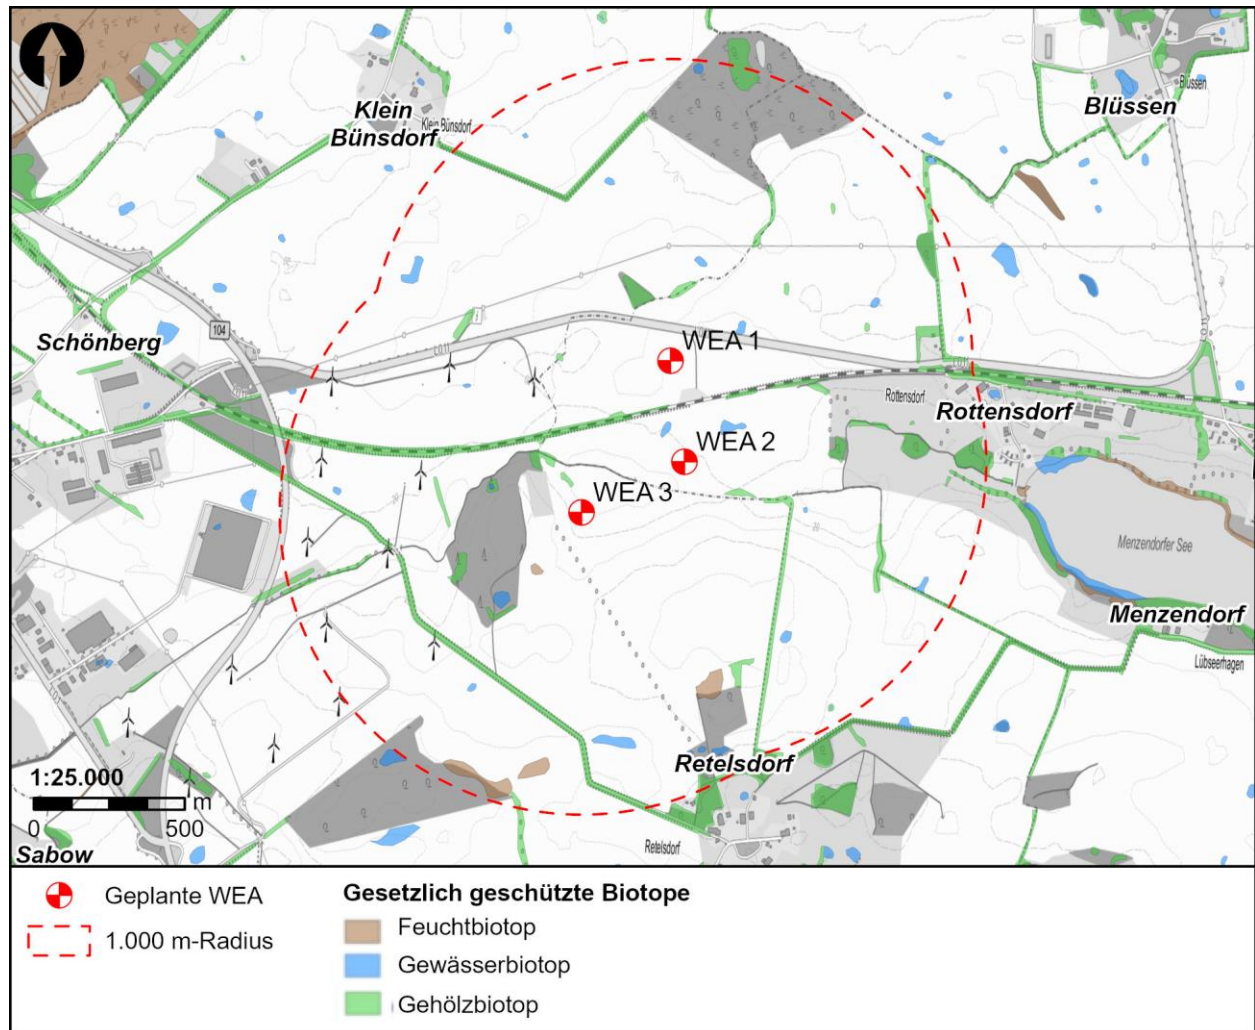 Klein
Bünsdorf
Klein Bünsdorf
Blüssen
Blüssen
104
Schönberg
L 011
WEA 1
L 011
Rottensdorf
Rottensdorf
WEA 2
WEA 3
Menzendorfer See
Menzendorf
Lübseerhagen
Retelsdorf
Retelsdorf
1:25.000
m
0 500
Sabow
Geplante WEA
1.000 m-Radius
Gesetzlich geschützte Biotope
Feuchtbiotop
Gewässerbiotop
Gehölzbiotop